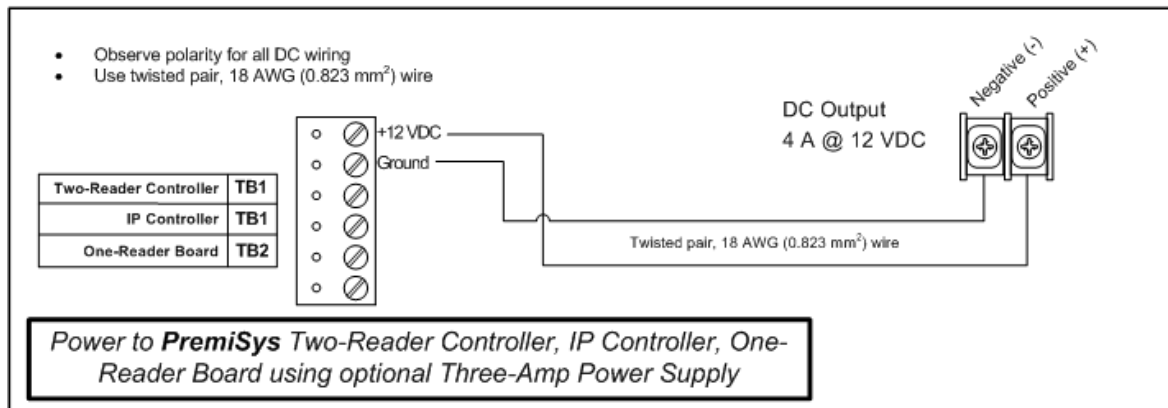 • Observe polarity for all DC wiring
• Use twisted pair, 18 AWG (0.823 mm²) wire
Negative (-)
Positive (+)
DC Output
4 A @ 12 VDC
+12 VDC
Ground
Two-Reader Controller TB1
IP Controller TB1
One-Reader Board TB2
Twisted pair, 18 AWG (0.823 mm²) wire
Power to PremiSys Two-Reader Controller, IP Controller, One-
Reader Board using optional Three-Amp Power Supply